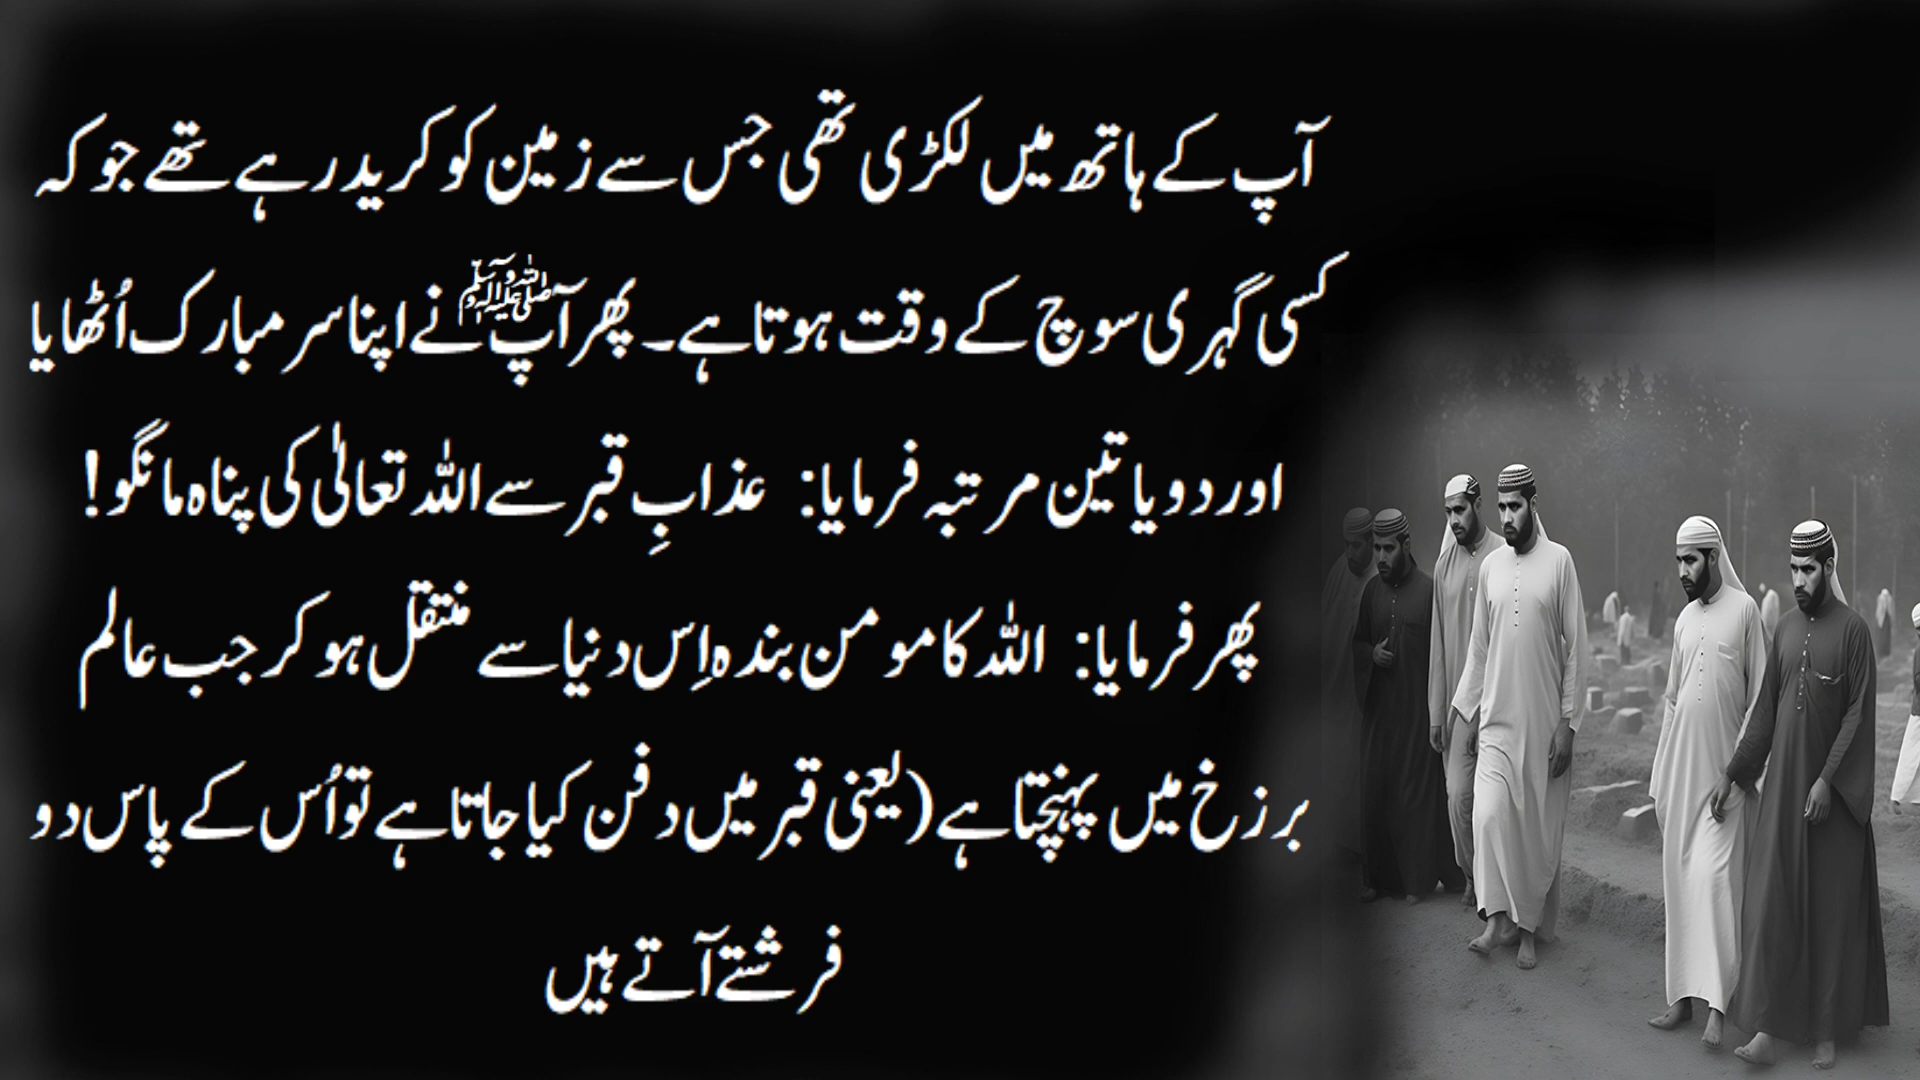 آپ کے ہاتھ میں لکڑی تھی جس سے زمین کو کرید رہے تھے جو کہ
کسی گہری سوچ کے وقت ہوتا ہے۔ پھر آپ ﷺ نے اپنا سر مبارک اُٹھایا
اور دو یا تین مرتبہ فرمایا: عذابِ قبر سے اللہ تعالیٰ کی پناہ مانگو!
پھر فرمایا: اللہ کا مومن بندہ اِس دنیا سے منتقل ہو کر جب عالم
برزخ میں پہنچتا ہے (یعنی قبر میں دفن کیا جاتا ہے تو اُس کے پاس دو
فرشتے آتے ہیں